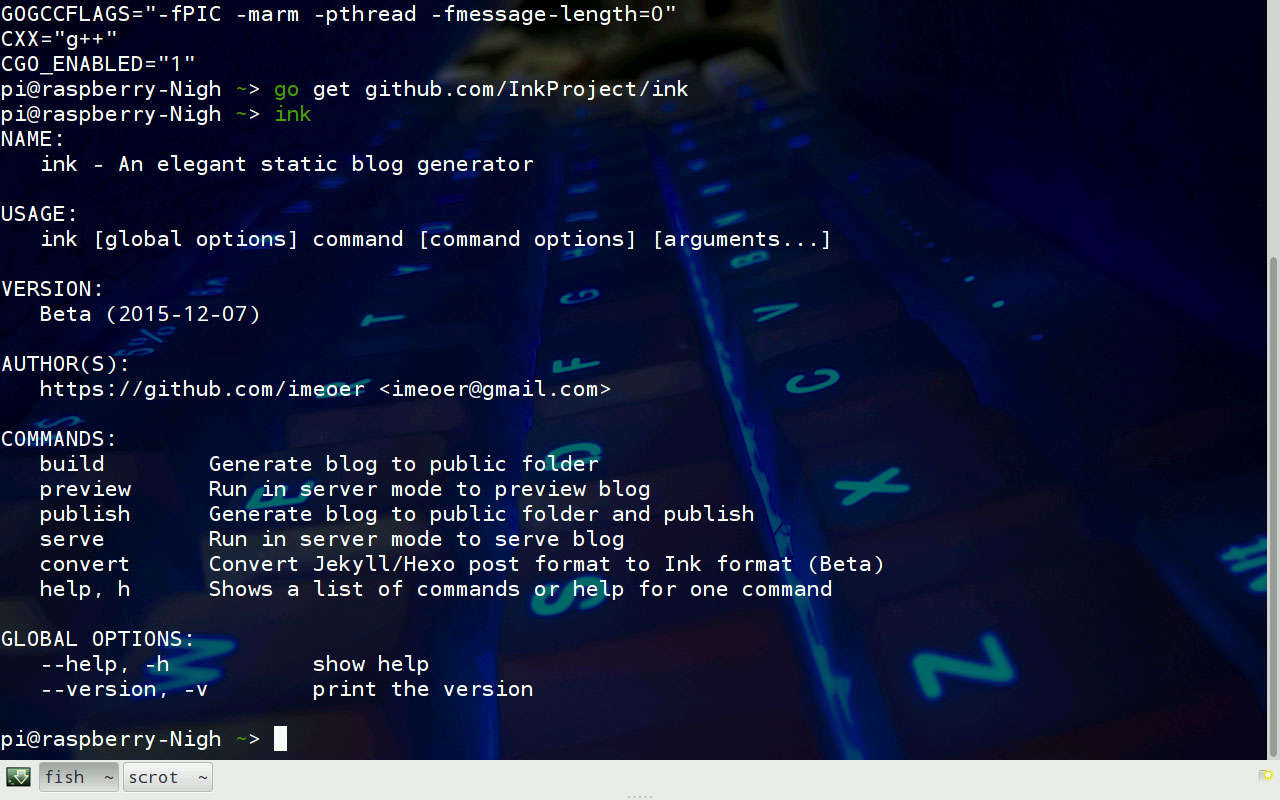 GOGCCFLAGS="-fPIC -marm -pthread -fmessage-length=0"
CXX="g++"
CGO_ENABLED="1"
pi@raspberry-Nigh ~> go get github.com/InkProject/ink
pi@raspberry-Nigh ~> ink
NAME:
   ink - An elegant static blog generator

USAGE:
   ink [global options] command [command options] [arguments...]

VERSION:
   Beta (2015-12-07)

AUTHOR(S):
   https://github.com/imeoer <imeoer@gmail.com>

COMMANDS:
   build        Generate blog to public folder
   preview      Run in server mode to preview blog
   publish      Generate blog to public folder and publish
   serve        Run in server mode to serve blog
   convert      Convert Jekyll/Hexo post format to Ink format (Beta)
   help, h      Shows a list of commands or help for one command

GLOBAL OPTIONS:
   --help, -h           show help
   --version, -v        print the version

pi@raspberry-Nigh ~>
fish ~ scrot ~